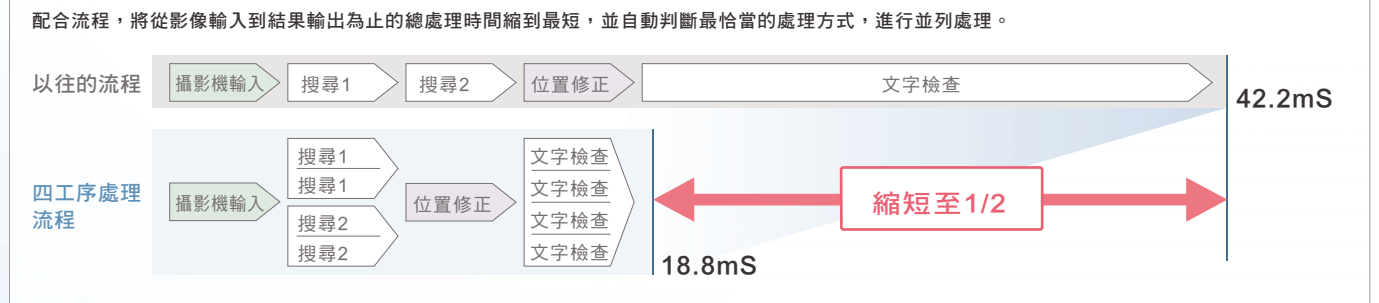 配合流程，將從影像輸入到結果輸出為止的總處理時間縮到最短，並自動判斷最恰當的處理方式，進行並列處理。
以往的流程
攝影機輸入
搜尋1
搜尋2
位置修正
文字檢查
42.2mS
四工序處理
流程
攝影機輸入
搜尋1
搜尋1
搜尋2
搜尋2
位置修正
文字檢查
文字檢查
文字檢查
文字檢查
18.8mS
縮短至1/2